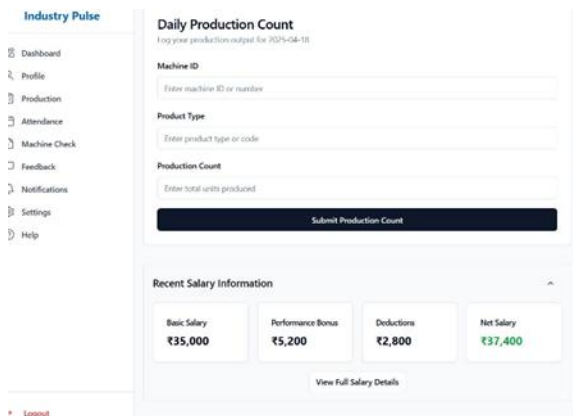 Industry Pulse
Dashboard
Profile
Production
Attendance
Machine Check
Feedback
Notifications
Settings
Help
Logout
Daily Production Count
Log your production output for 2025-04-18
Machine ID
Enter machine ID or number
Product Type
Enter product type or code
Production Count
Enter total units produced
Submit Production Count
Recent Salary Information
Basic Salary
₹35,000
Performance Bonus
₹5,200
Deductions
₹2,800
Net Salary
₹37,400
View Full Salary Details